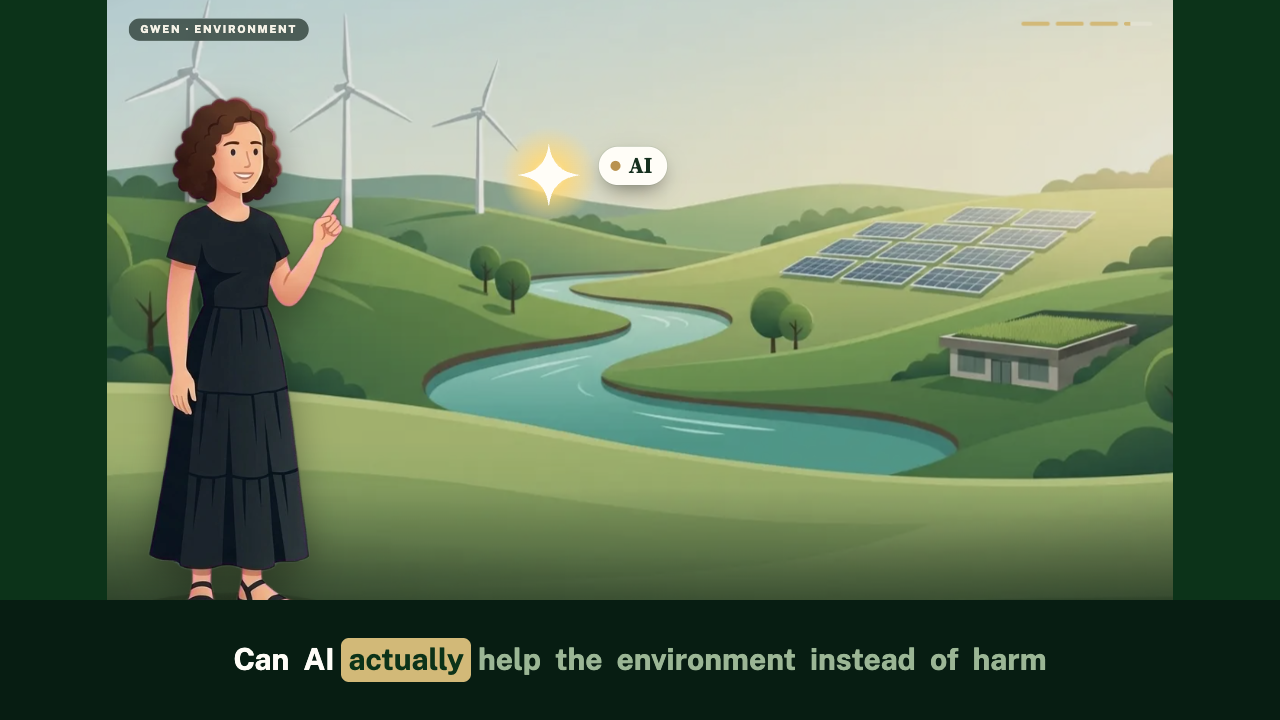 GWEN · ENVIRONMENT
AI
Can AI actually help the environment instead of harm